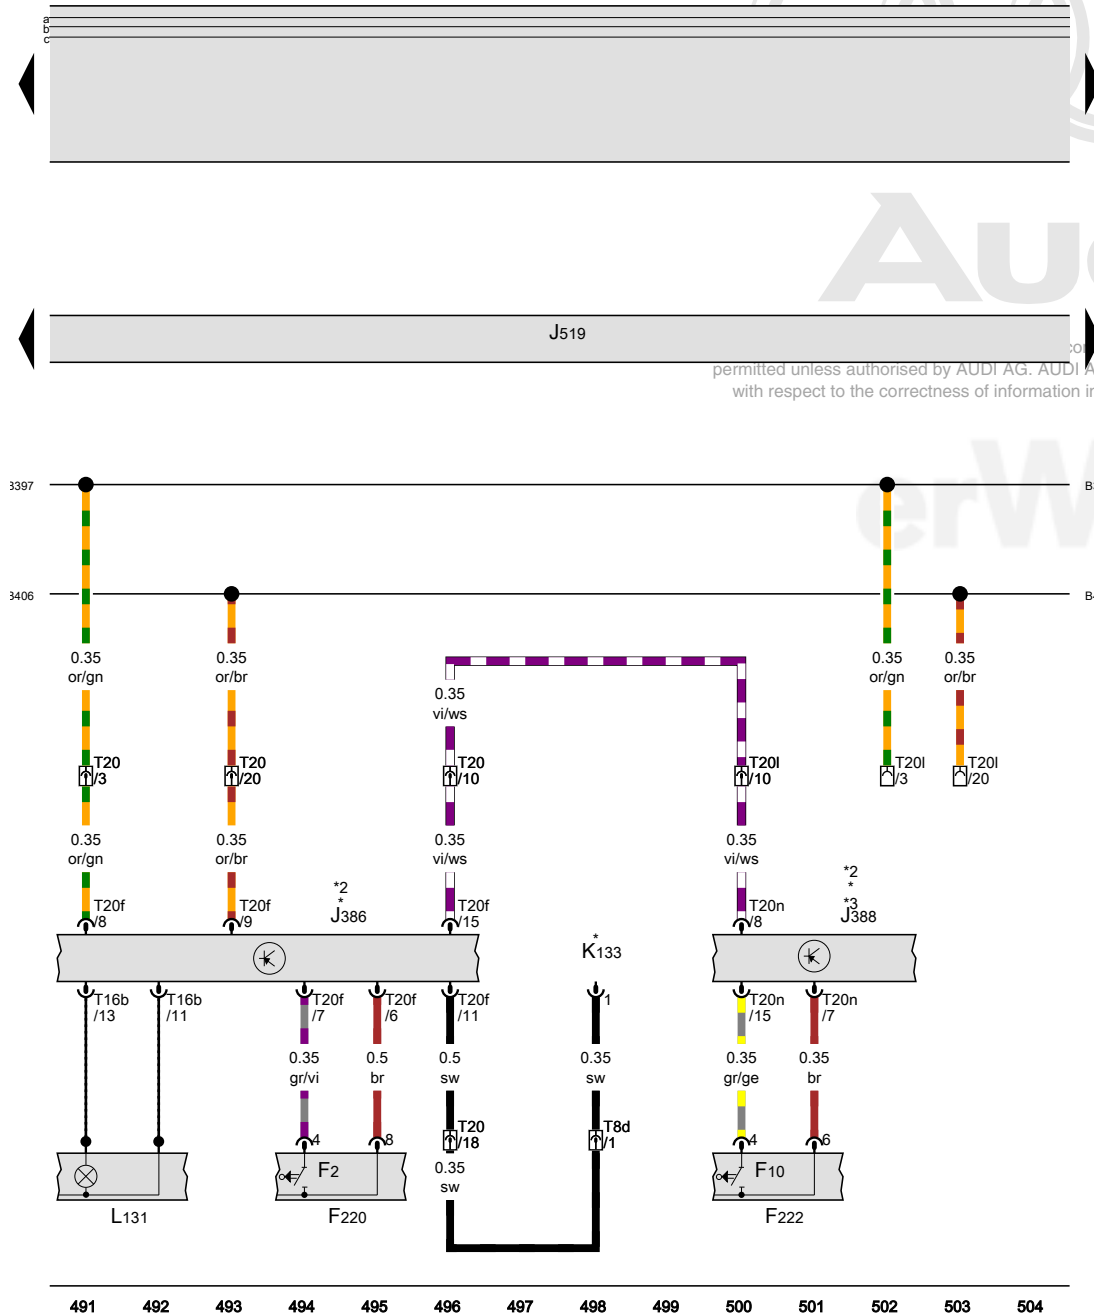 a
b
c
Au
J519
permitted unless authorised by AUDI AG. AUDI A
with respect to the correctness of information in
erW
B397
B406
0.35
or/gn
0.35
or/br
0.35
vi/ws
0.35
or/gn
0.35
or/br
T20
/3
T20
/20
T20
/10
T20l
/10
T20l
/3
T20l
/20
0.35
or/gn
0.35
or/br
0.35
vi/ws
0.35
vi/ws
*2
*
J386
*2
*
*3
J388
T20f
/8
T20f
/9
T20f
/15
T20n
/8
*
K133
T16b
/13
T16b
/11
T20f
/7
T20f
/6
T20f
/11
1
T20n
/15
T20n
/7
0.35
gr/vi
0.5
br
0.5
sw
0.35
sw
0.35
gr/ge
0.35
br
T20
/18
T8d
/1
4
8
4
6
0.35
sw
F2
F10
L131
F220
F222
491 492 493 494 495 496 497 498 499 500 501 502 503 504